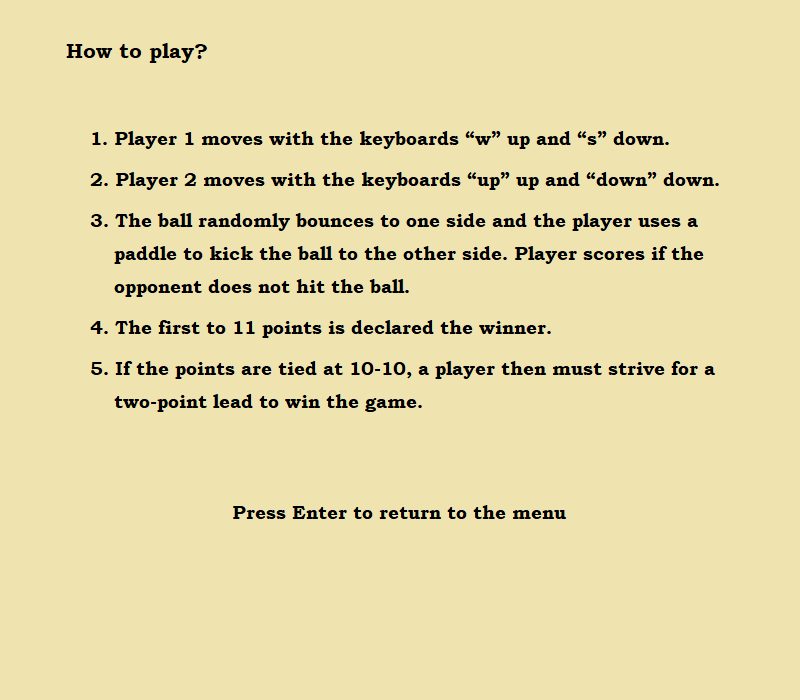 How to play?
1. Player 1 moves with the keyboards “w” up and “s” down.
2. Player 2 moves with the keyboards “up” up and “down” down.
3. The ball randomly bounces to one side and the player uses a
paddle to kick the ball to the other side. Player scores if the
opponent does not hit the ball.
4. The first to 11 points is declared the winner.
5. If the points are tied at 10-10, a player then must strive for a
two-point lead to win the game.
Press Enter to return to the menu